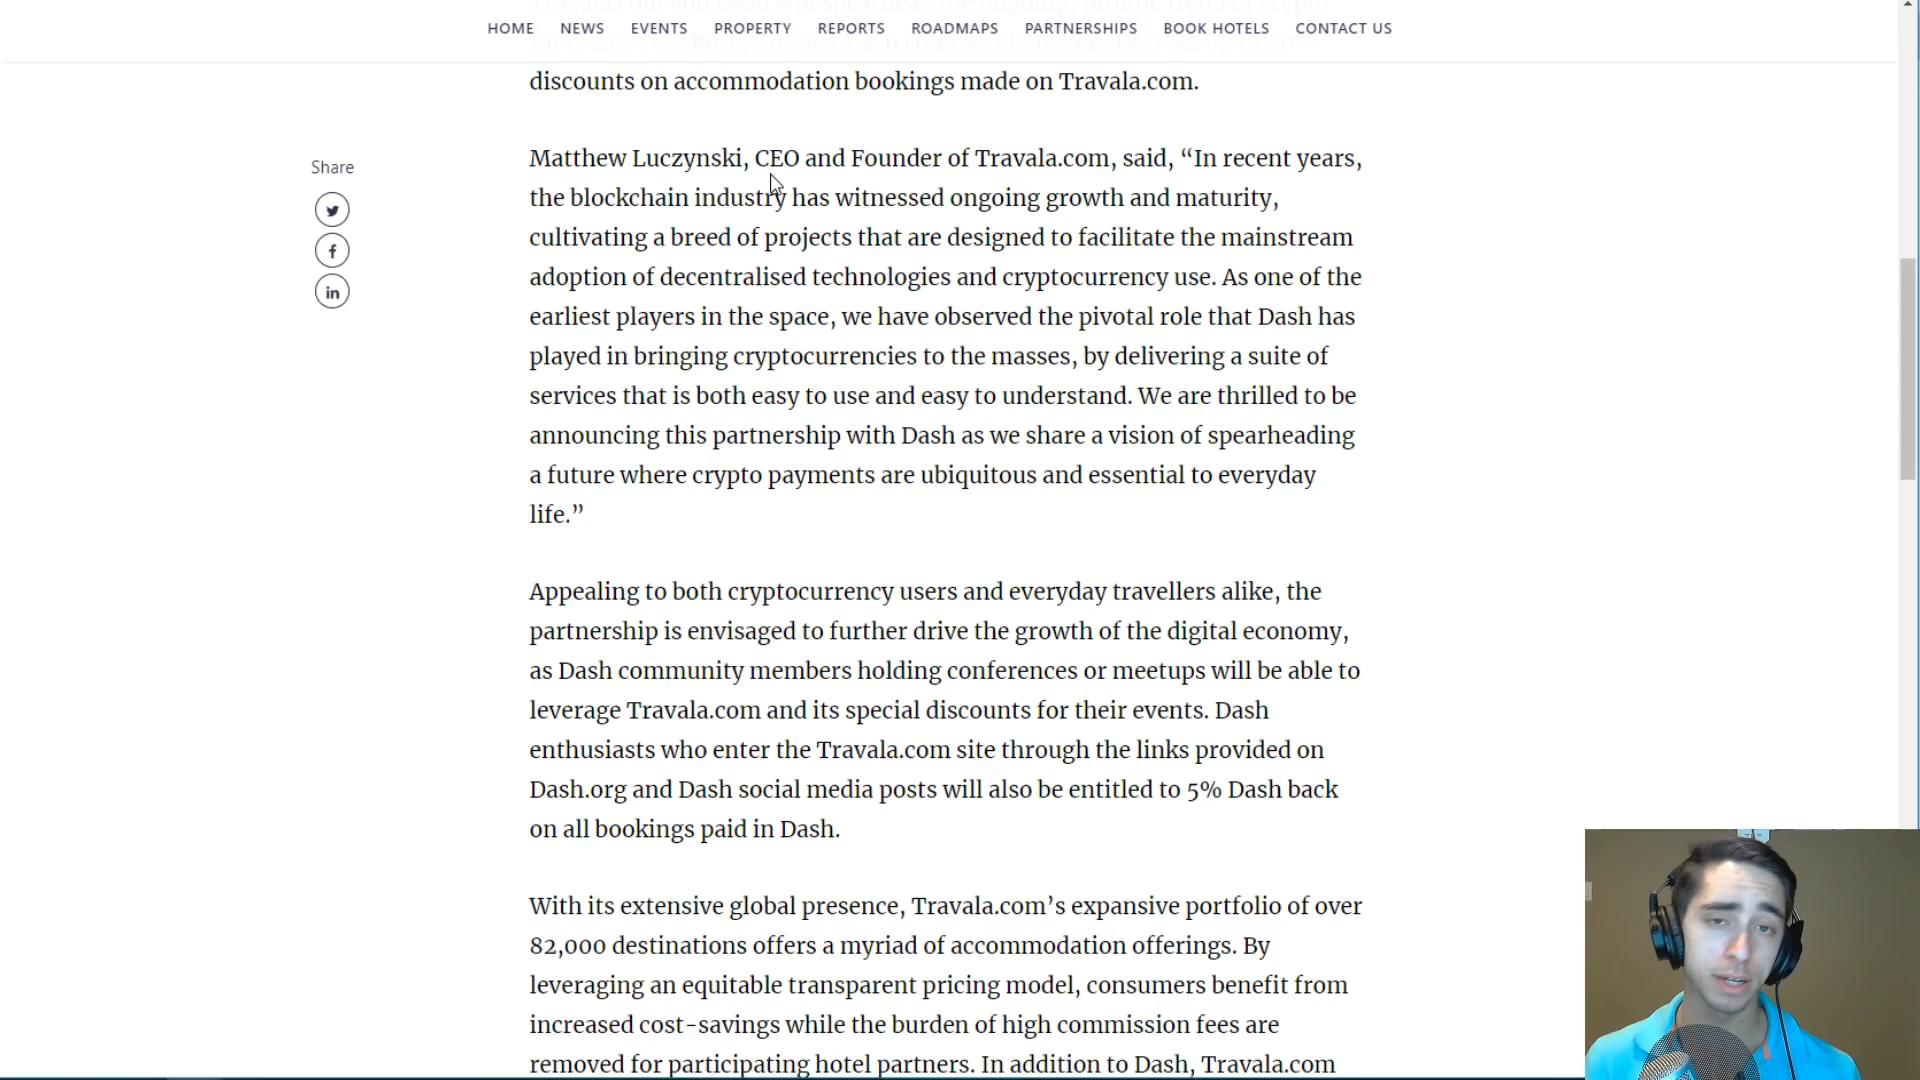 HOME NEWS EVENTS PROPERTY REPORTS ROADMAPS PARTNERSHIPS BOOK HOTELS CONTACT US
discounts on accommodation bookings made on Travala.com.
Share
Matthew Luczynski, CEO and Founder of Travala.com, said, “In recent years,
the blockchain industry has witnessed ongoing growth and maturity,
cultivating a breed of projects that are designed to facilitate the mainstream
adoption of decentralised technologies and cryptocurrency use. As one of the
earliest players in the space, we have observed the pivotal role that Dash has
played in bringing cryptocurrencies to the masses, by delivering a suite of
services that is both easy to use and easy to understand. We are thrilled to be
announcing this partnership with Dash as we share a vision of spearheading
a future where crypto payments are ubiquitous and essential to everyday
life.”
Appealing to both cryptocurrency users and everyday travellers alike, the
partnership is envisaged to further drive the growth of the digital economy,
as Dash community members holding conferences or meetups will be able to
leverage Travala.com and its special discounts for their events. Dash
enthusiasts who enter the Travala.com site through the links provided on
Dash.org and Dash social media posts will also be entitled to 5% Dash back
on all bookings paid in Dash.
With its extensive global presence, Travala.com’s expansive portfolio of over
82,000 destinations offers a myriad of accommodation offerings. By
leveraging an equitable transparent pricing model, consumers benefit from
increased cost-savings while the burden of high commission fees are
removed for participating hotel partners. In addition to Dash, Travala.com